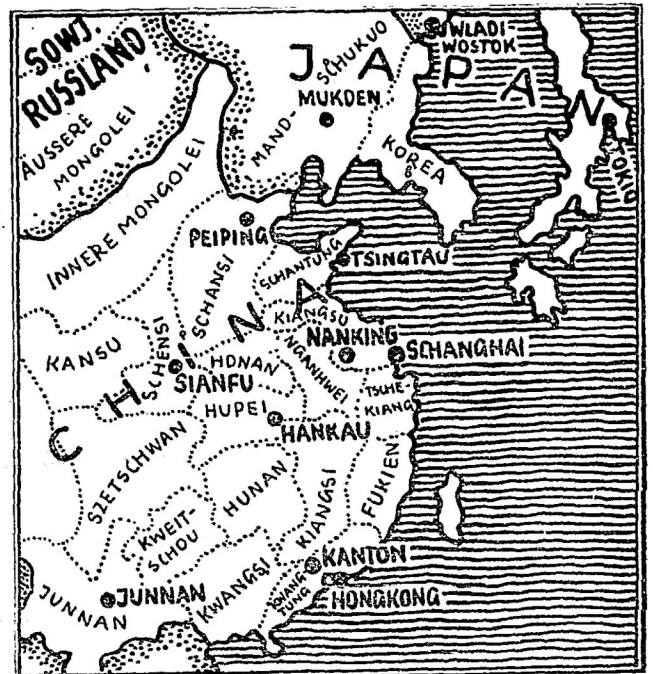 SOWJ.
RUSSLAND
ÄUSSERE
MONGOLEI
INNERE MONGOLEI
JAPAN
MAND-
SCHUKUO
MUKDEN
WLADI-
WOSTOK
KOREA
TOKIO
PEIPING
SCHANSI
SCHANTUNG
TSINGTAU
CHINA
KANSU
SCHENSI
SIANFU
HONAN
KIANGSU
NANKING
NGANHWEI
SCHANGHAI
HUPEI
HANKAU
TSCHE-
KIANG
SZETSCHWAN
HUNAN
KIANGSI
FUKIEN
KWEIT-
SCHOU
JUNNAN
JUNNAN
KWANGSI
KWANG
TUNG
KANTON
HONGKONG